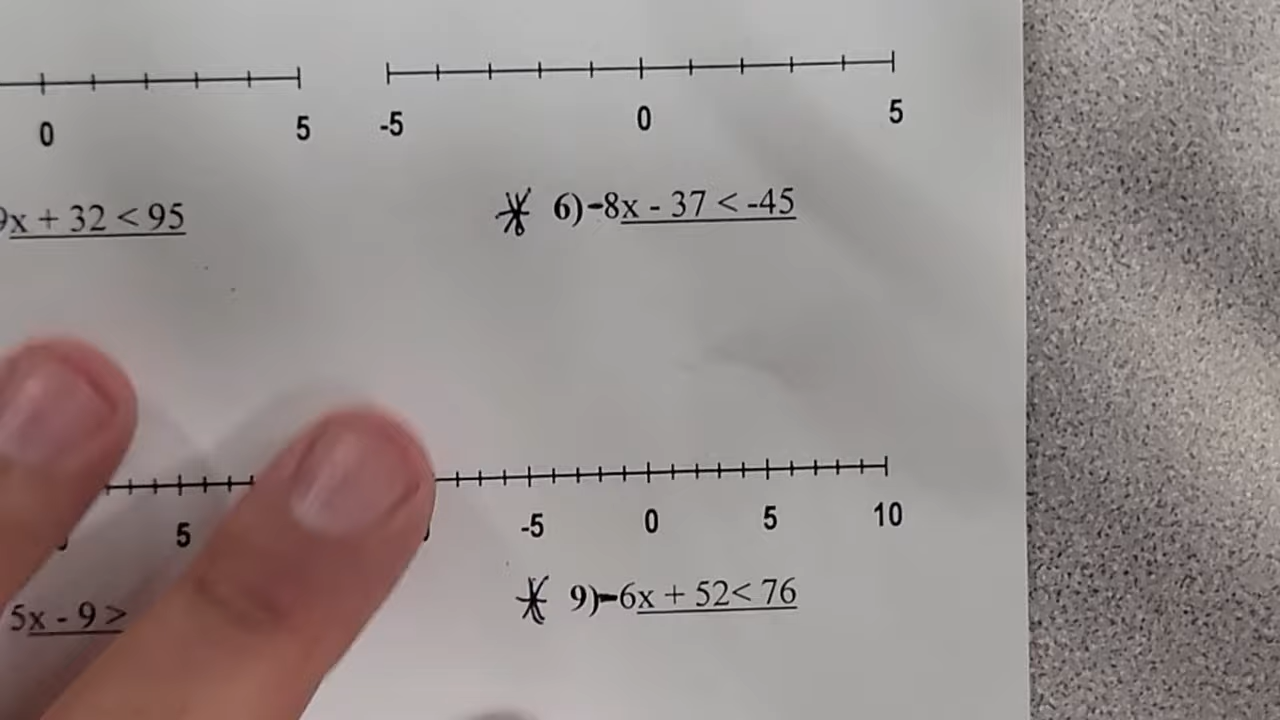 0 5 -5 0 5
x + 32 < 95 * 6) -8x - 37 < -45
5 -5 0 5 10
5x - 9 > * 9) -6x + 52< 76